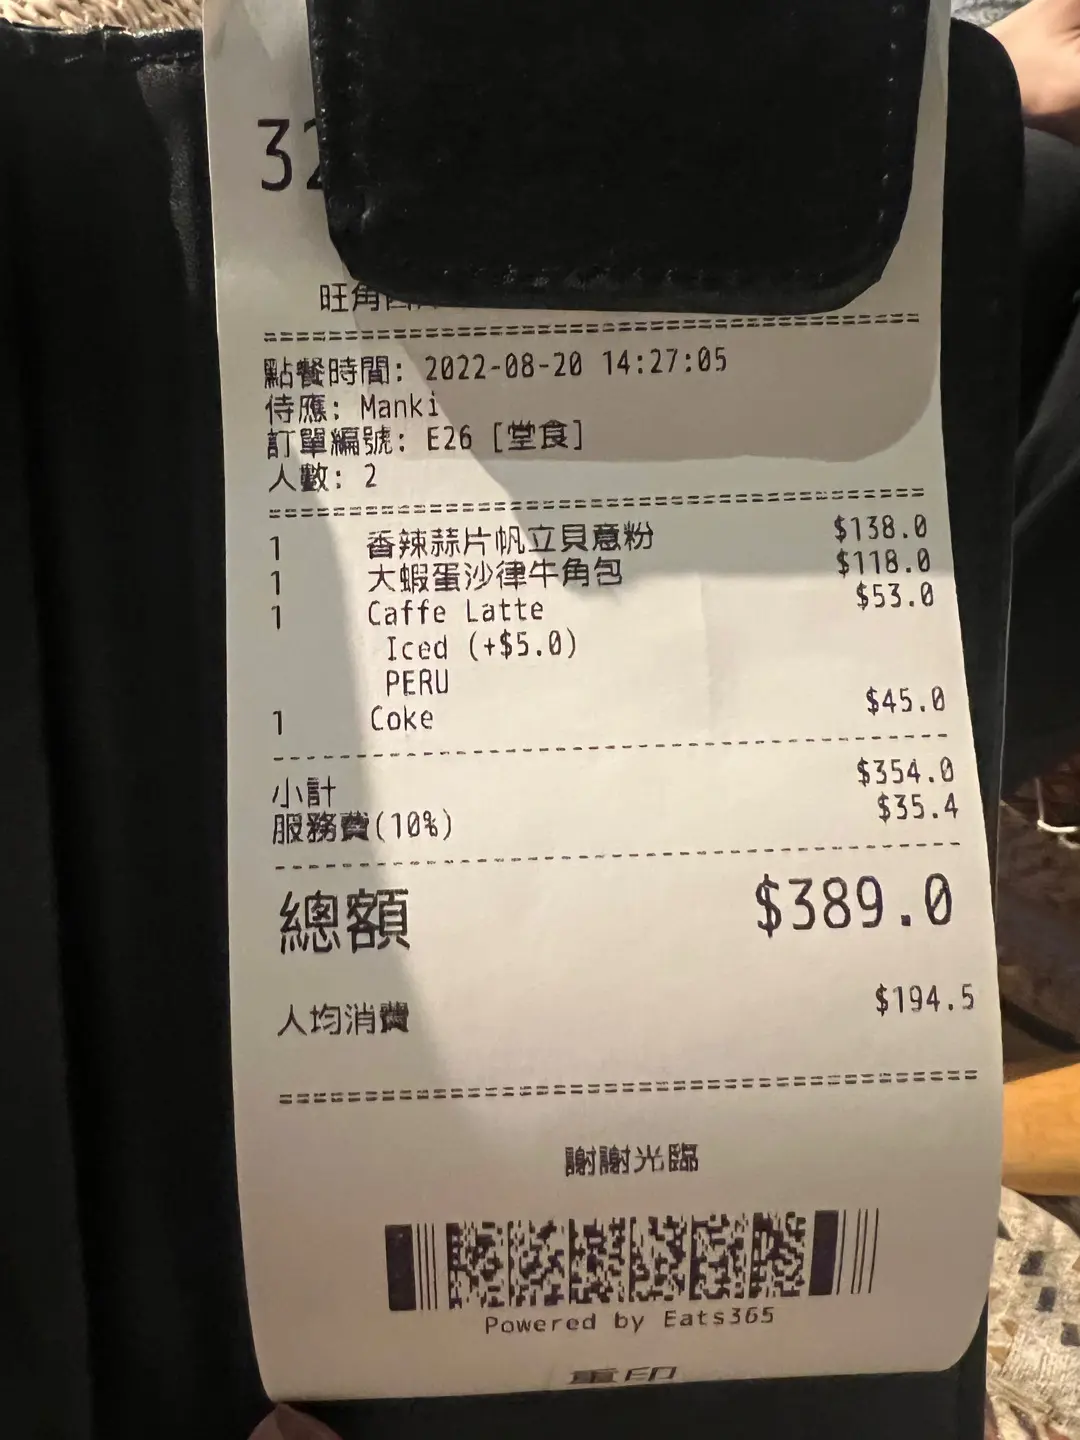 32
旺角
點餐時間: 2022-08-20 14:27:05
侍應: Manki
訂單編號: E26 [堂食]
人數: 2
1 香辣蒜片帆立貝意粉 $138.0
1 大蝦蛋沙律牛角包 $118.0
1 Caffe Latte $53.0
Iced (+$5.0)
PERU
1 Coke $45.0
小計 $354.0
服務費(10%) $35.4
總額 $389.0
人均消費 $194.5
謝謝光臨
Powered by Eats365
重印